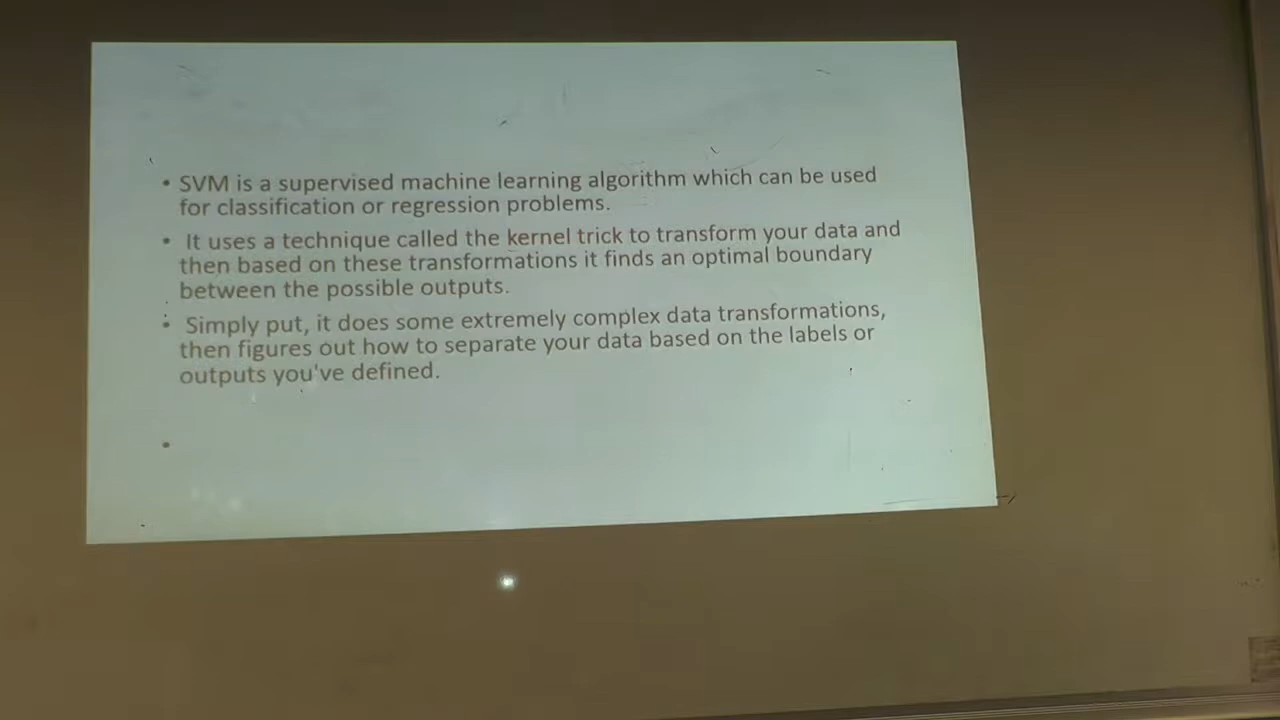 • SVM is a supervised machine learning algorithm which can be used
for classification or regression problems.
• It uses a technique called the kernel trick to transform your data and
then based on these transformations it finds an optimal boundary
between the possible outputs.
• Simply put, it does some extremely complex data transformations,
then figures out how to separate your data based on the labels or
outputs you've defined.
•